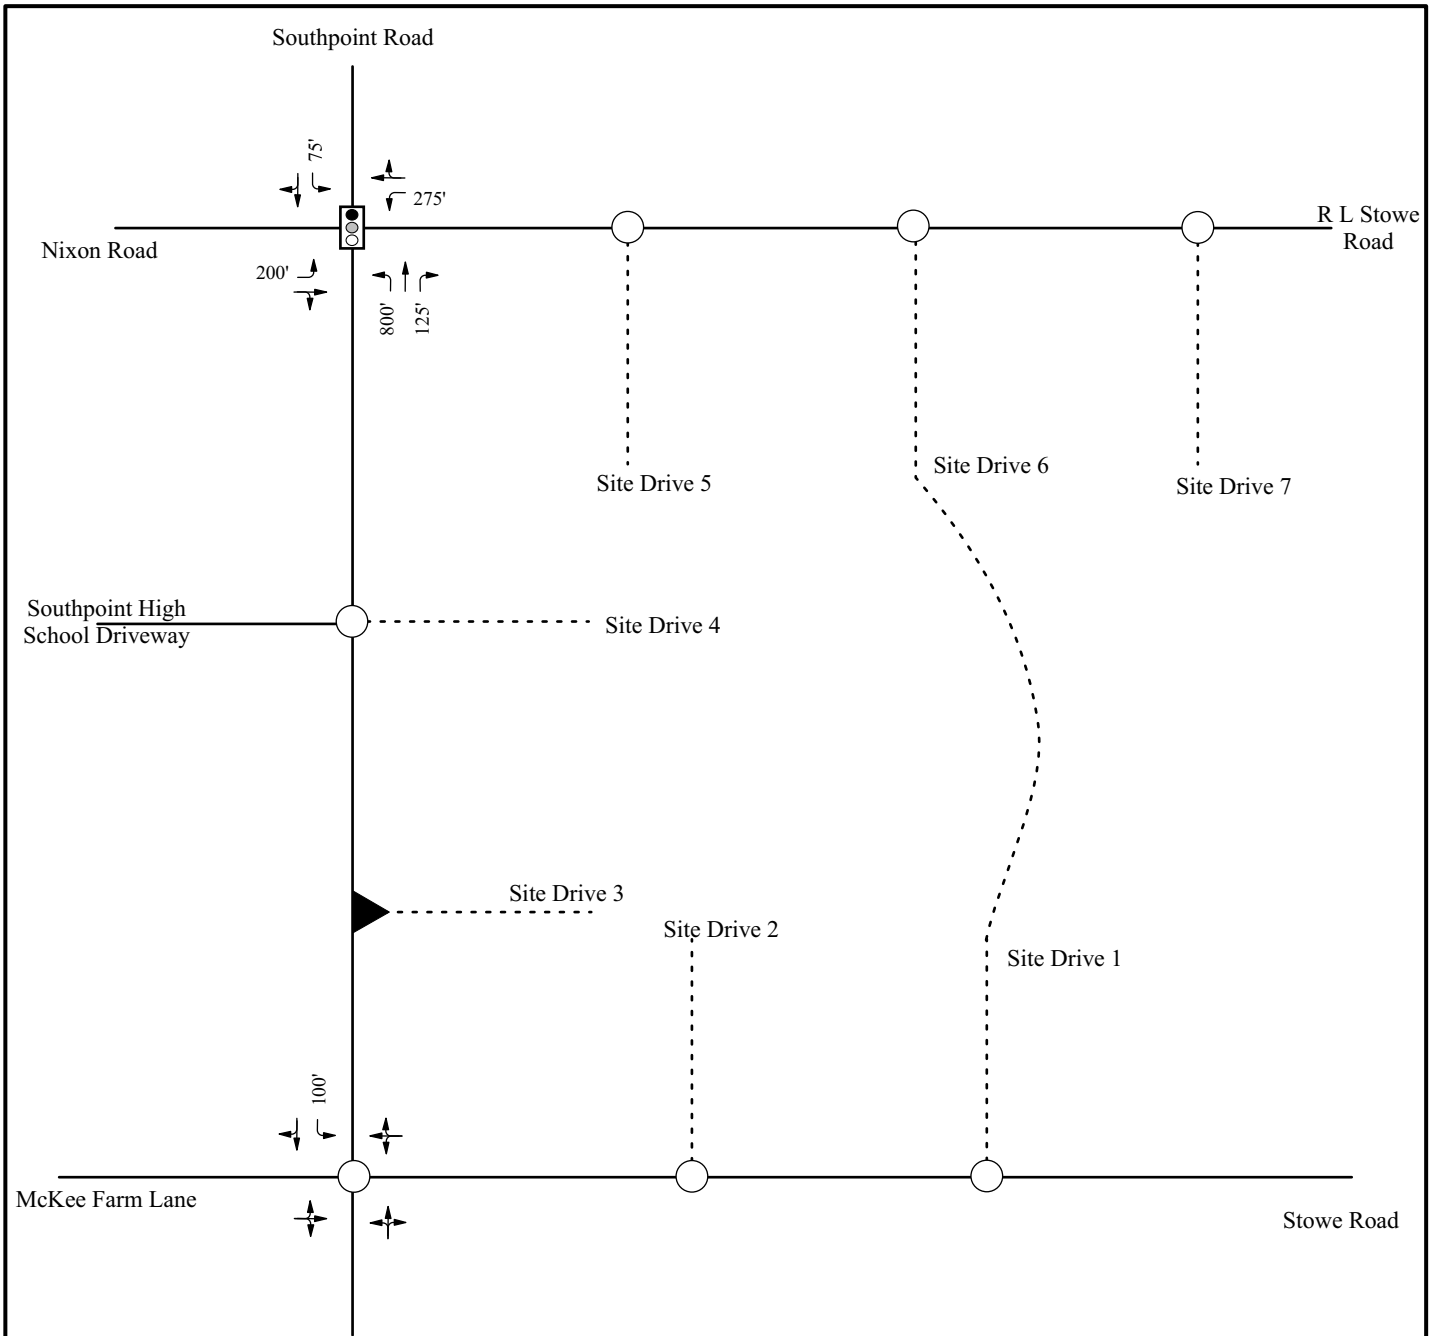 Southpoint Road
75'
275'
R L Stowe
Road
Nixon Road
200'
800'
125'
Site Drive 6
Site Drive 5
Site Drive 7
Southpoint High
School Driveway
Site Drive 4
Site Drive 3
Site Drive 2
Site Drive 1
100'
McKee Farm Lane
Stowe Road